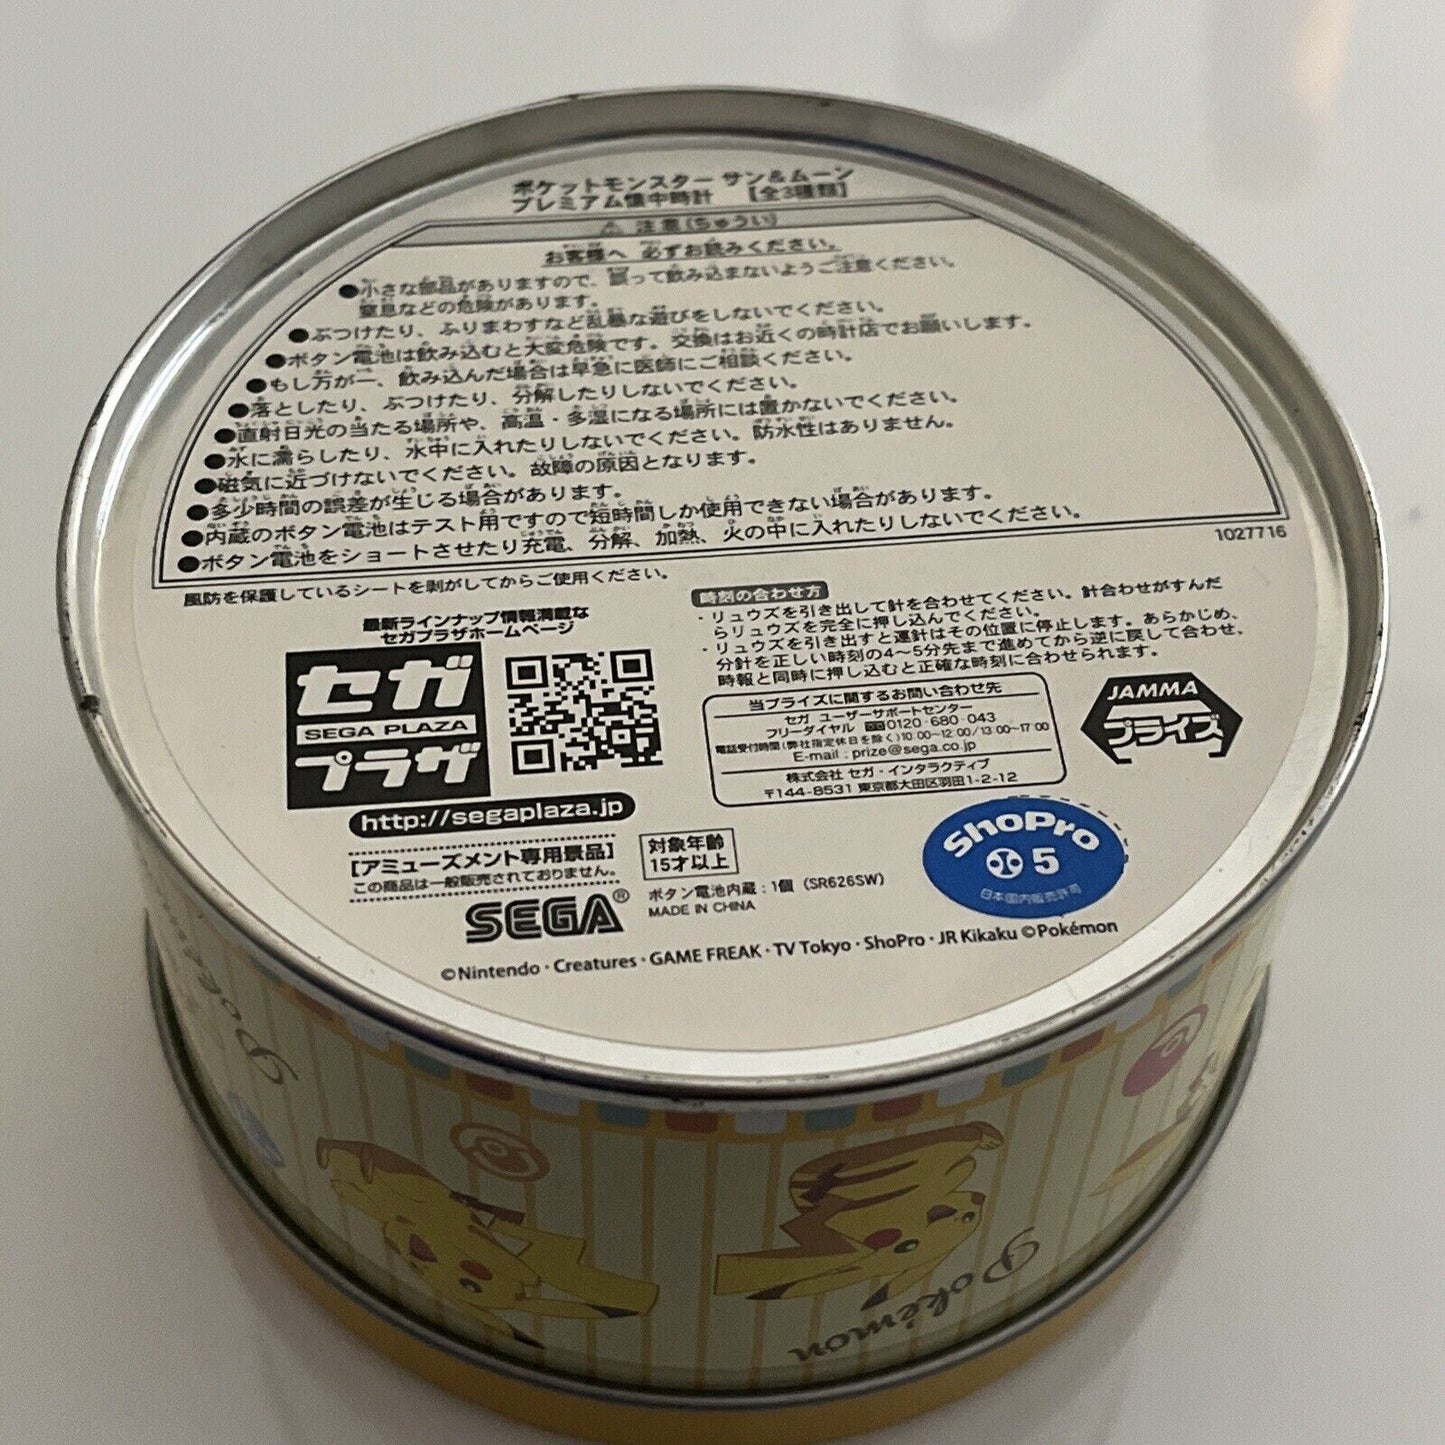 ポケットモンスター サン&ムーン
プレミアム懐中時計 【全3種類】
⚠ 注意(ちゅうい)
お客様へ 必ずお読みください。
●小さな部品がありますので、誤って飲み込まないようご注意ください。
窒息などの危険があります。
●ぶつけたり、ふりまわすなど乱暴な遊びをしないでください。
●ボタン電池は飲み込むと大変危険です。交換はお近くの時計店でお願いします。
●もし万が一、飲み込んだ場合は早急に医師にご相談ください。
●落としたり、ぶつけたり、分解したりしないでください。
●直射日光の当たる場所や、高温・多湿になる場所には置かないでください。
●水に濡らしたり、水中に入れたりしないでください。防水性はありません。
●磁気に近づけないでください。故障の原因となります。
●多少時間の誤差が生じる場合があります。
●内蔵のボタン電池はテスト用ですので短時間しか使用できない場合があります。
●ボタン電池をショートさせたり充電、分解、加熱、火の中に入れたりしないでください。
1027716
風防を保護しているシートを剥がしてからご使用ください。
最新ラインナップ情報満載な
セガプラザホームページ
セガ
SEGA PLAZA
プラザ
http://segaplaza.jp
時刻の合わせ方
・リュウズを引き出して針を合わせてください。針合わせがすんだ
らリュウズを完全に押し込んでください。
・リュウズを引き出すと運針はその位置に停止します。あらかじめ、
分針を正しい時刻の4〜5分先まで進めてから逆に戻して合わせ、
時報と同時に押し込むと正確な時刻に合わせられます。
当プライズに関するお問い合わせ先
セガ ユーザーサポートセンター
フリーダイヤル 0120-680-043
電話受付時間(弊社指定休日を除く)10:00〜12:00/13:00〜17:00
E-mail : prize@sega.co.jp
株式会社 セガ・インタラクティブ
〒144-8531 東京都大田区羽田1-2-12
JAMMA
プライズ
【アミューズメント専用景品】
この商品は一般販売されておりません。
対象年齢
15才以上
SEGA®
ボタン電池内蔵：1個(SR626SW)
MADE IN CHINA
ShoPro
5
日本国内販売許可
©Nintendo・Creatures・GAME FREAK・TV Tokyo・ShoPro・JR Kikaku ©Pokémon
Pokémon